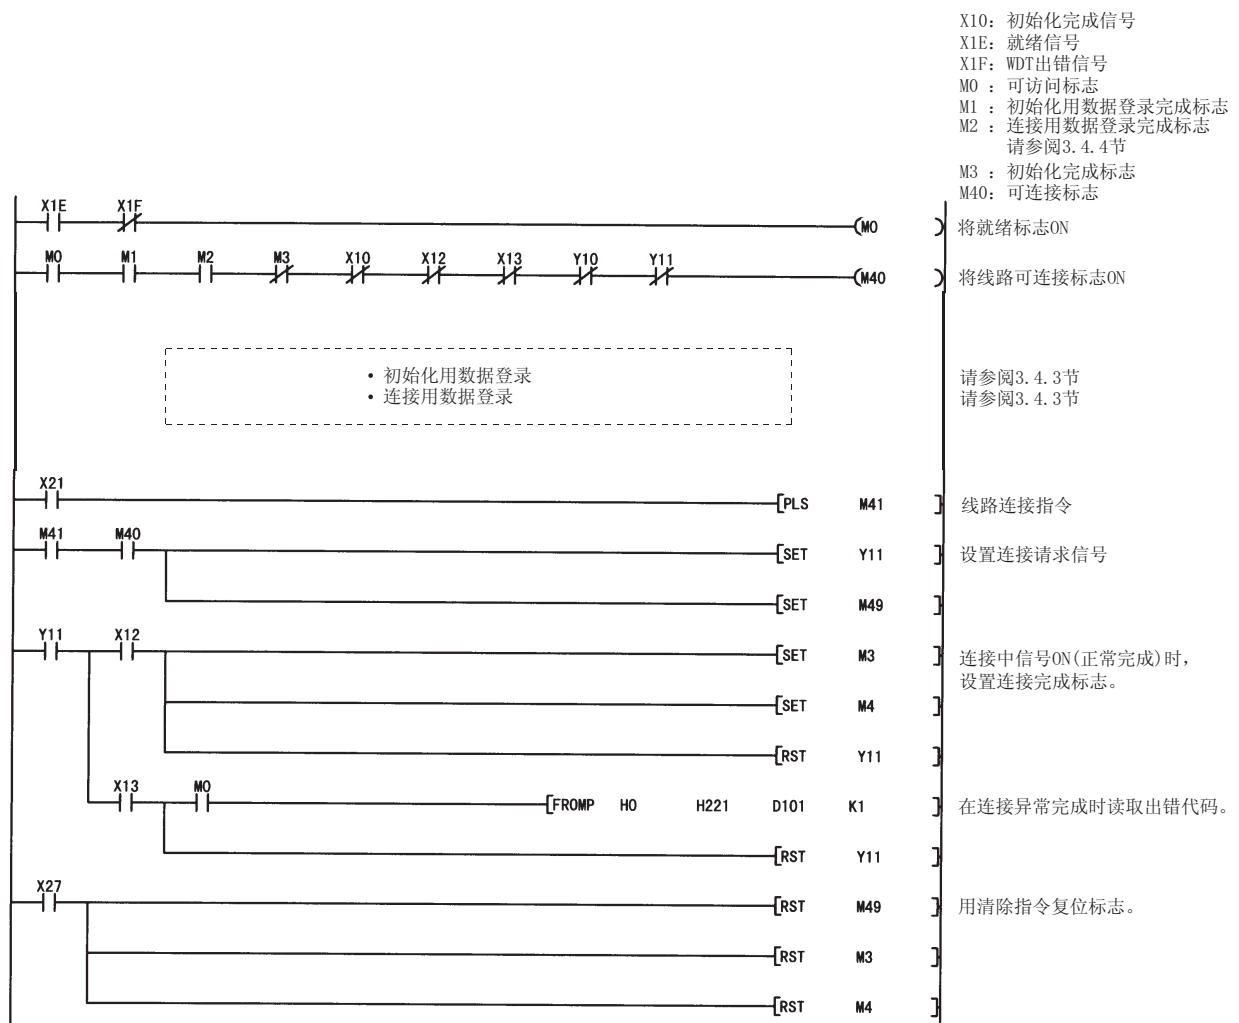 X10：初始化完成信号
X1E：就绪信号
X1F：WDT出错信号
M0 ：可访问标志
M1 ：初始化用数据登录完成标志
M2 ：连接用数据登录完成标志
请参阅3.4.4节
M3 ：初始化完成标志
M40：可连接标志
X1E X1F
(M0 ) 将就绪标志ON
M0 M1 M2 M3 X10 X12 X13 Y10 Y11
(M40 ) 将线路可连接标志ON
• 初始化用数据登录 请参阅3.4.3节
• 连接用数据登录 请参阅3.4.3节
X21
[PLS M41 ] 线路连接指令
M41 M40
[SET Y11 ] 设置连接请求信号
[SET M49 ]
Y11 X12
[SET M3 ] 连接中信号ON(正常完成)时，
设置连接完成标志。
[SET M4 ]
[RST Y11 ]
X13 M0
[FROMP H0 H221 D101 K1 ] 在连接异常完成时读取出错代码。
[RST Y11 ]
X27
[RST M49 ] 用清除指令复位标志。
[RST M3 ]
[RST M4 ]